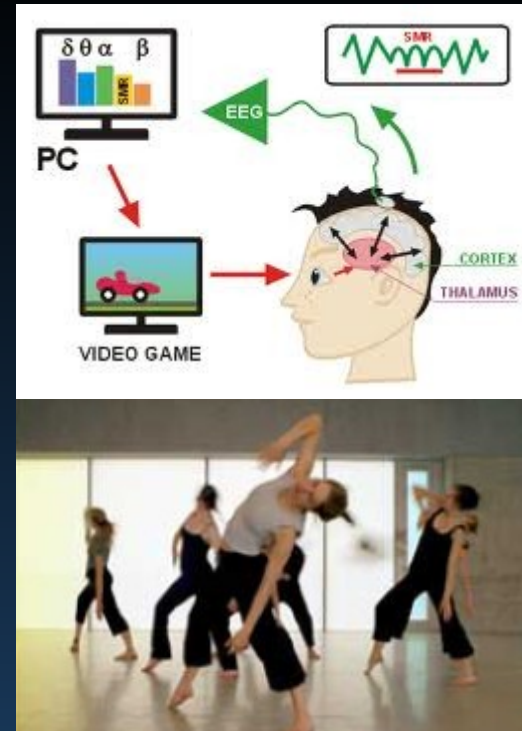 δ θ α β
SMR
PC
EEG
SMR
VIDEO GAME
CORTEX
THALAMUS